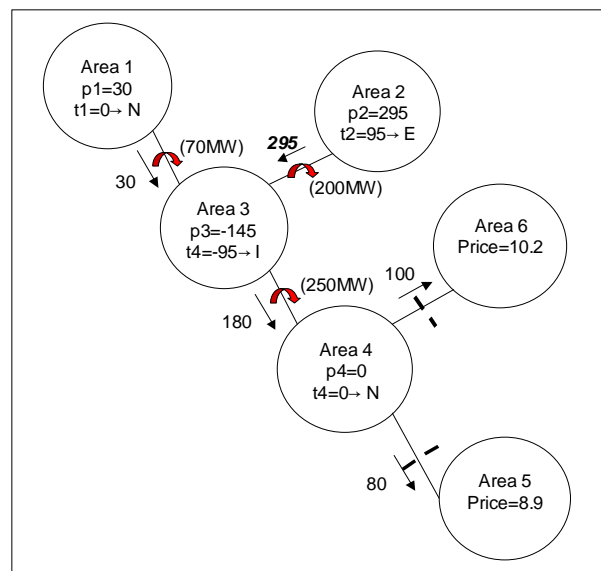 Area 1
p1=30
t1=0→ N
Area 2
p2=295
t2=95→ E
295
(70MW)
(200MW)
30
Area 3
p3=-145
t4=-95→ I
Area 6
Price=10.2
(250MW)
100
180
Area 4
p4=0
t4=0→ N
80
Area 5
Price=8.9